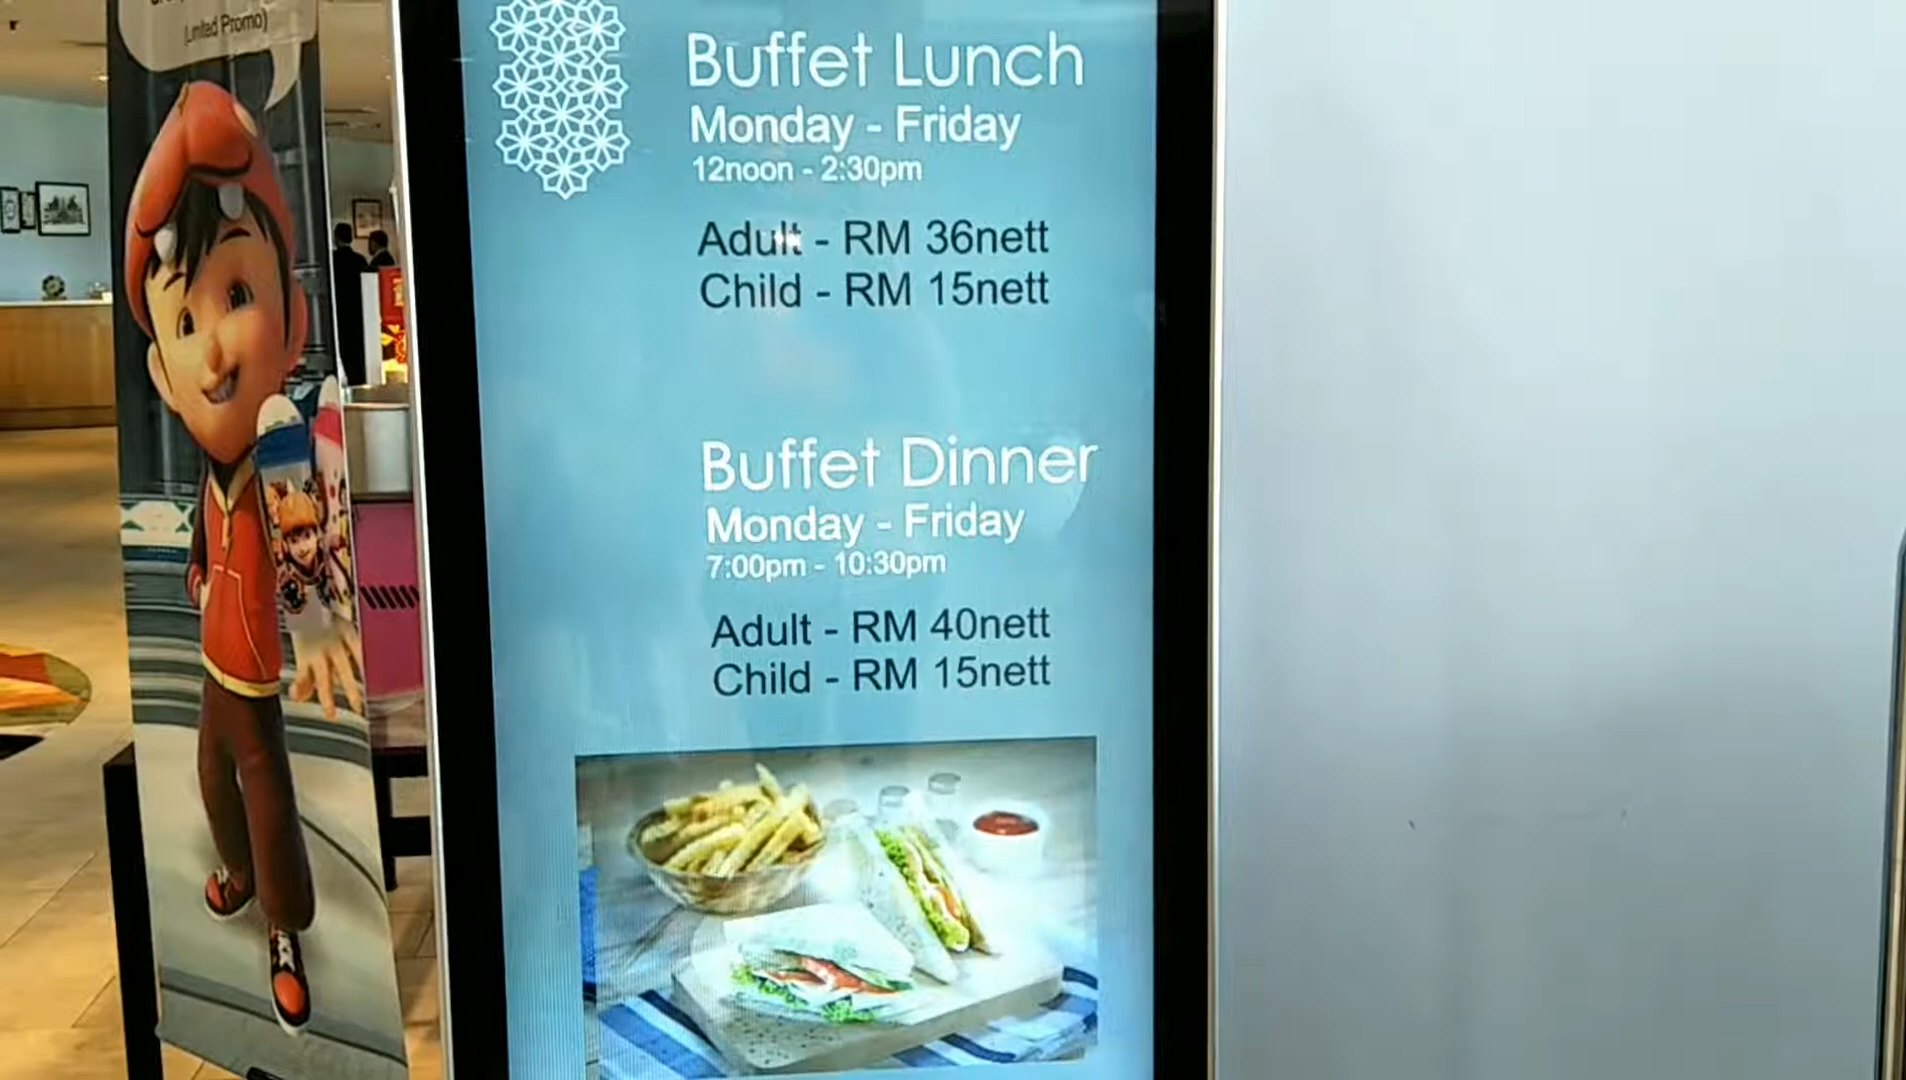 (Limited Promo)
Buffet Lunch
Monday - Friday
12noon - 2:30pm
Adult - RM 36nett
Child - RM 15nett
Buffet Dinner
Monday - Friday
7:00pm - 10:30pm
Adult - RM 40nett
Child - RM 15nett